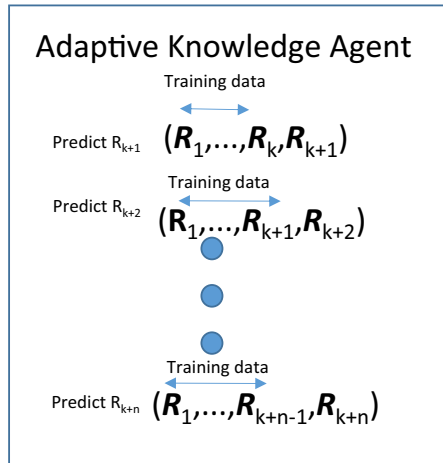 Adaptive Knowledge Agent
Training data
Predict R_{k+1} (R_1,...,R_k,R_{k+1})
Training data
Predict R_{k+2} (R_1,...,R_{k+1},R_{k+2})
Training data
Predict R_{k+n} (R_1,...,R_{k+n-1},R_{k+n})